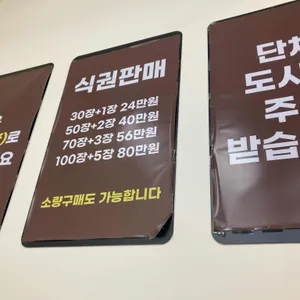 로
요
식권판매
30장+1장 24만원
50장+2장 40만원
70장+3장 56만원
100장+5장 80만원
소량구매도 가능합니다
단체
도시
주
받습